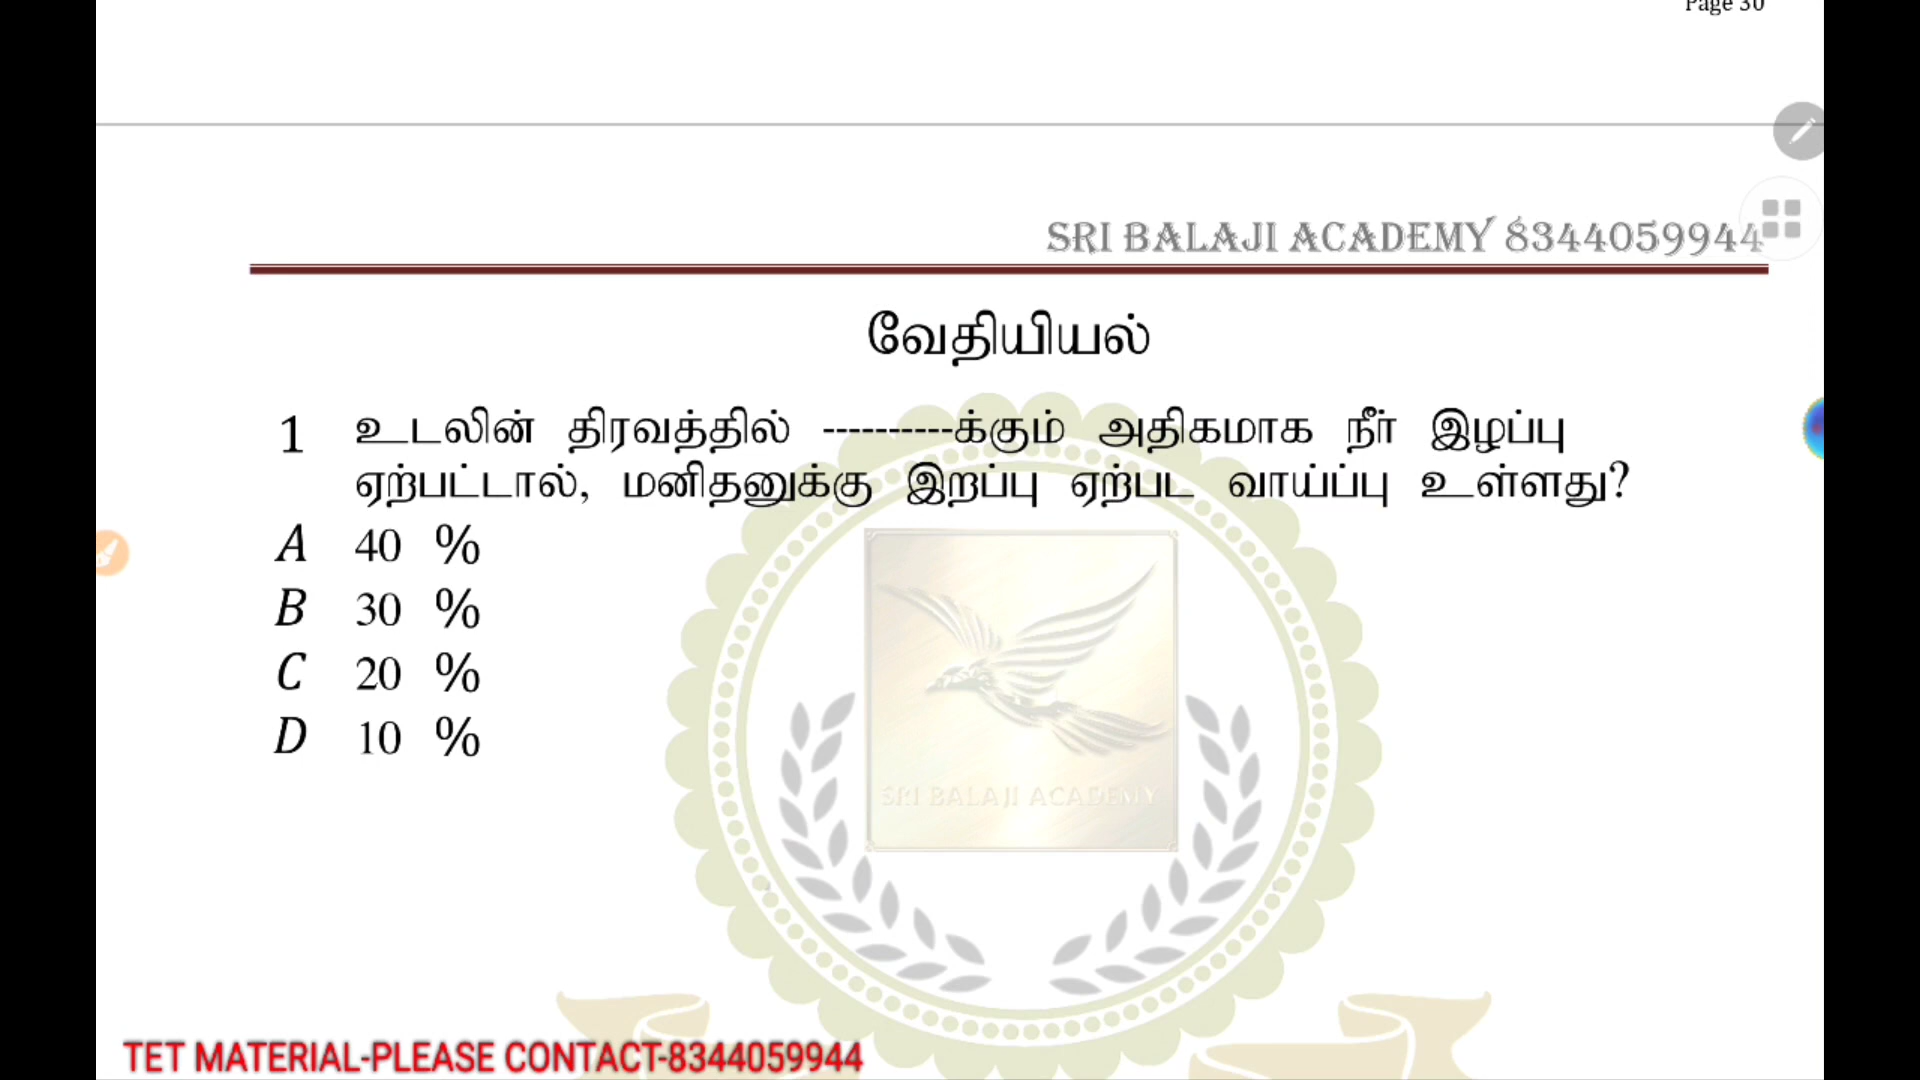 Page 30
SRI BALAJI ACADEMY 8344059944
வேதியியல்
1 உடலின் திரவத்தில் ----------க்கும் அதிகமாக நீர் இழப்பு
ஏற்பட்டால், மனிதனுக்கு இறப்பு ஏற்பட வாய்ப்பு உள்ளது?
A 40 %
B 30 %
C 20 %
D 10 %
SRI BALAJI ACADEMY
TET MATERIAL-PLEASE CONTACT-8344059944